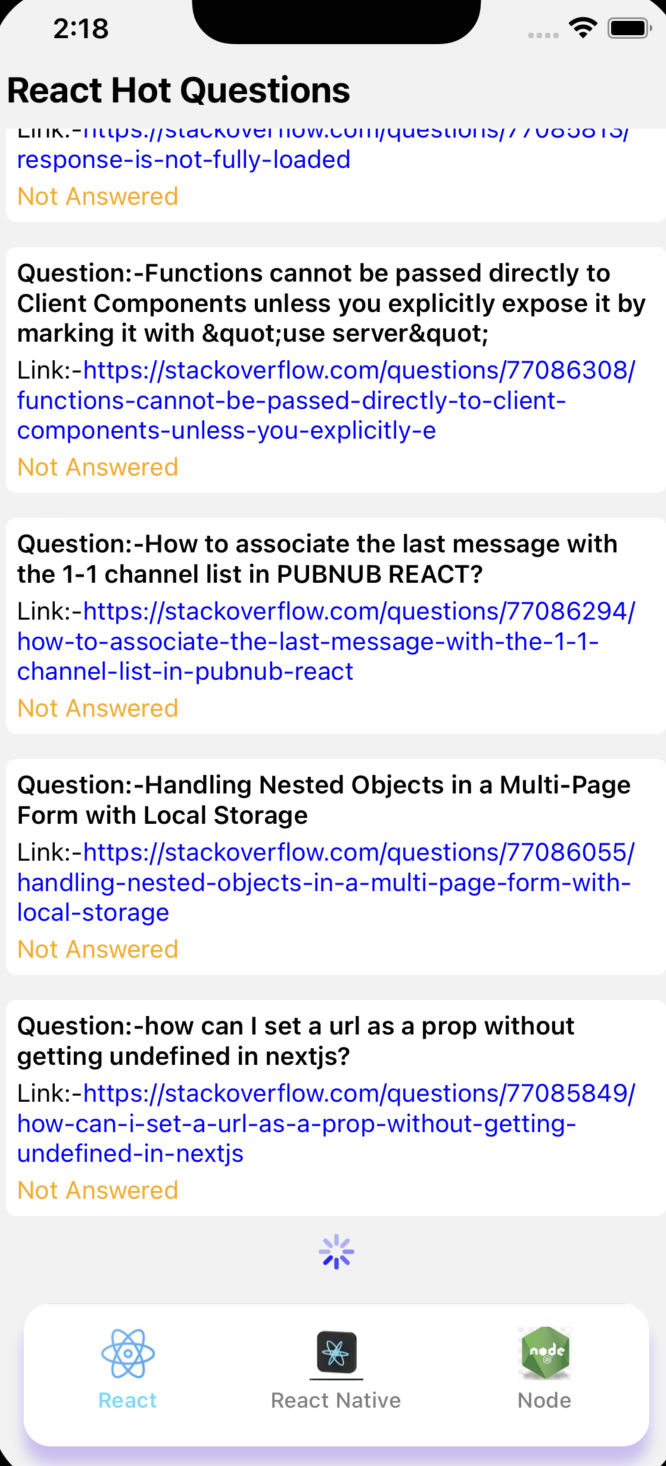 2:18
React Hot Questions
Link:-https://stackoverflow.com/questions/77085813/
response-is-not-fully-loaded
Not Answered
Question:-Functions cannot be passed directly to
Client Components unless you explicitly expose it by
marking it with &quot;use server&quot;
Link:-https://stackoverflow.com/questions/77086308/
functions-cannot-be-passed-directly-to-client-
components-unless-you-explicitly-e
Not Answered
Question:-How to associate the last message with
the 1-1 channel list in PUBNUB REACT?
Link:-https://stackoverflow.com/questions/77086294/
how-to-associate-the-last-message-with-the-1-1-
channel-list-in-pubnub-react
Not Answered
Question:-Handling Nested Objects in a Multi-Page
Form with Local Storage
Link:-https://stackoverflow.com/questions/77086055/
handling-nested-objects-in-a-multi-page-form-with-
local-storage
Not Answered
Question:-how can I set a url as a prop without
getting undefined in nextjs?
Link:-https://stackoverflow.com/questions/77085849/
how-can-i-set-a-url-as-a-prop-without-getting-
undefined-in-nextjs
Not Answered
node
React
React Native
Node